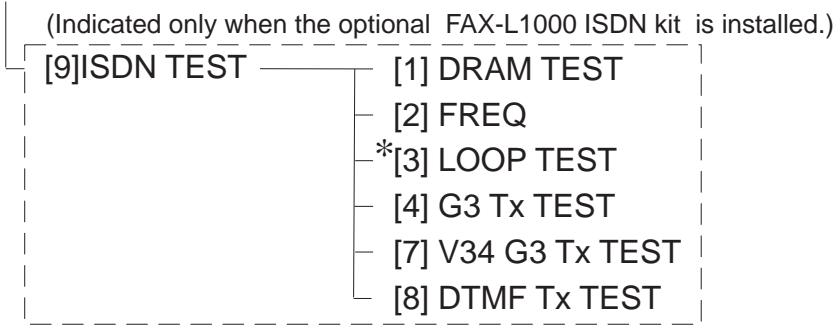 (Indicated only when the optional FAX-L1000 ISDN kit is installed.)
[9]ISDN TEST [1] DRAM TEST
[2] FREQ
*[3] LOOP TEST
[4] G3 Tx TEST
[7] V34 G3 Tx TEST
[8] DTMF Tx TEST